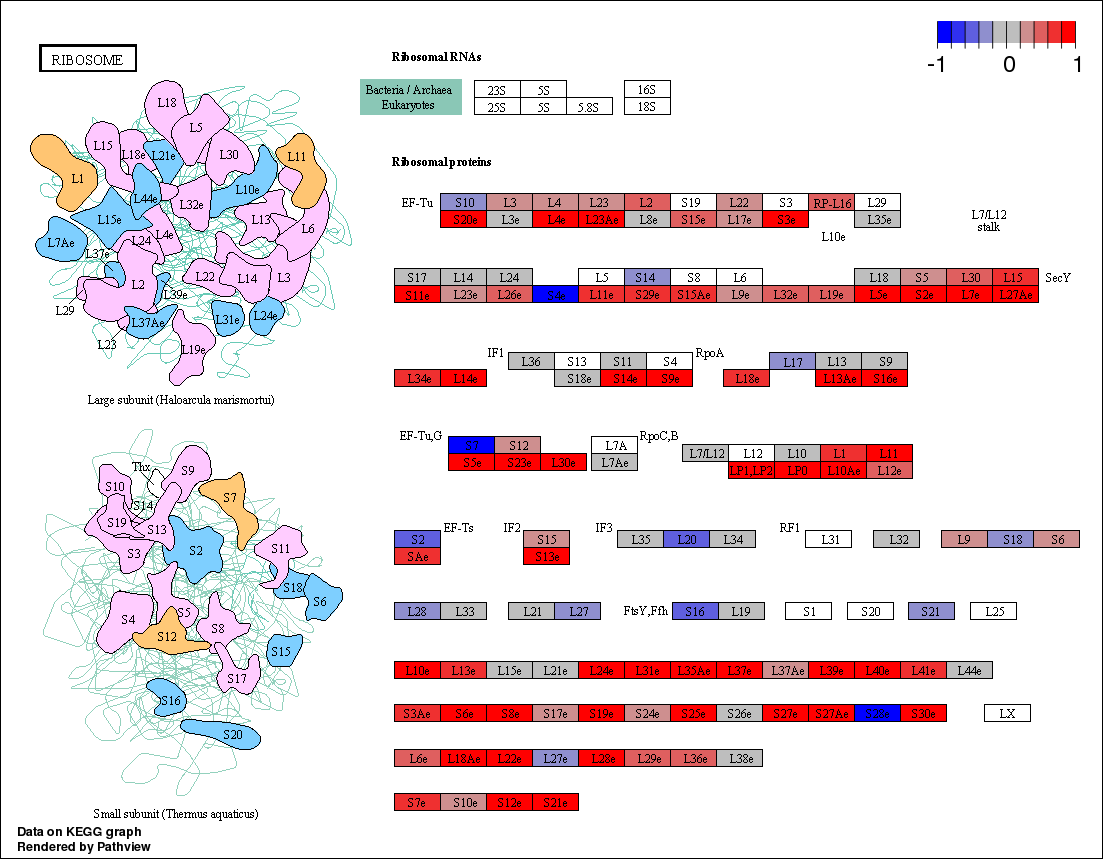 RIBOSOME
Ribosomal RNAs
-1 0 1
Bacteria / Archaea 23S 5S 16S
Eukaryotes 25S 5S 5.8S 18S
L18
L5
L15
L18e
L21e
L30
L11
L1
L10e
L44e
L32e
L15e
L13
L6
L7Ae
L24
L4e
L37e
L2
L22
L14
L3
L39e
L29
L37Ae
L31e
L24e
L23
L19e
Large subunit (Haloarcula marismortui)
Thx
S9
S10
S7
S14
S19
S13
S3
S2
S11
S18
S6
S4
S5
S8
S12
S15
S17
S16
S20
Small subunit (Thermus aquaticus)
Ribosomal proteins
EF-Tu S10 L3 L4 L23 L2 S19 L22 S3 RP-L16 L29
S20e L3e L4e L23Ae L8e S15e L17e S3e L35e
L10e
L7/L12
stalk
S17 L14 L24 L5 S14 S8 L6 L18 S5 L30 L15 SecY
S11e L23e L26e S4e L11e S29e S15Ae L9e L32e L19e L5e S2e L7e L27Ae
IF1 L36 S13 S11 S4 RpoA L17 L13 S9
L34e L14e S18e S14e S9e L18e L13Ae S16e
EF-Tu,G S7 S12 L7A RpoC,B L7/L12 L12 L10 L1 L11
S5e S23e L30e L7Ae LP1,LP2 LP0 L10Ae L12e
S2 EF-Ts IF2 S15 IF3 L35 L20 L34 RF1 L31 L32 L9 S18 S6
SAe S13e
L28 L33 L21 L27 FtsY,Ffh S16 L19 S1 S20 S21 L25
L10e L13e L15e L21e L24e L31e L35Ae L37e L37Ae L39e L40e L41e L44e
S3Ae S6e S8e S17e S19e S24e S25e S26e S27e S27Ae S28e S30e LX
L6e L18Ae L22e L27e L28e L29e L36e L38e
S7e S10e S12e S21e
Data on KEGG graph
Rendered by Pathview